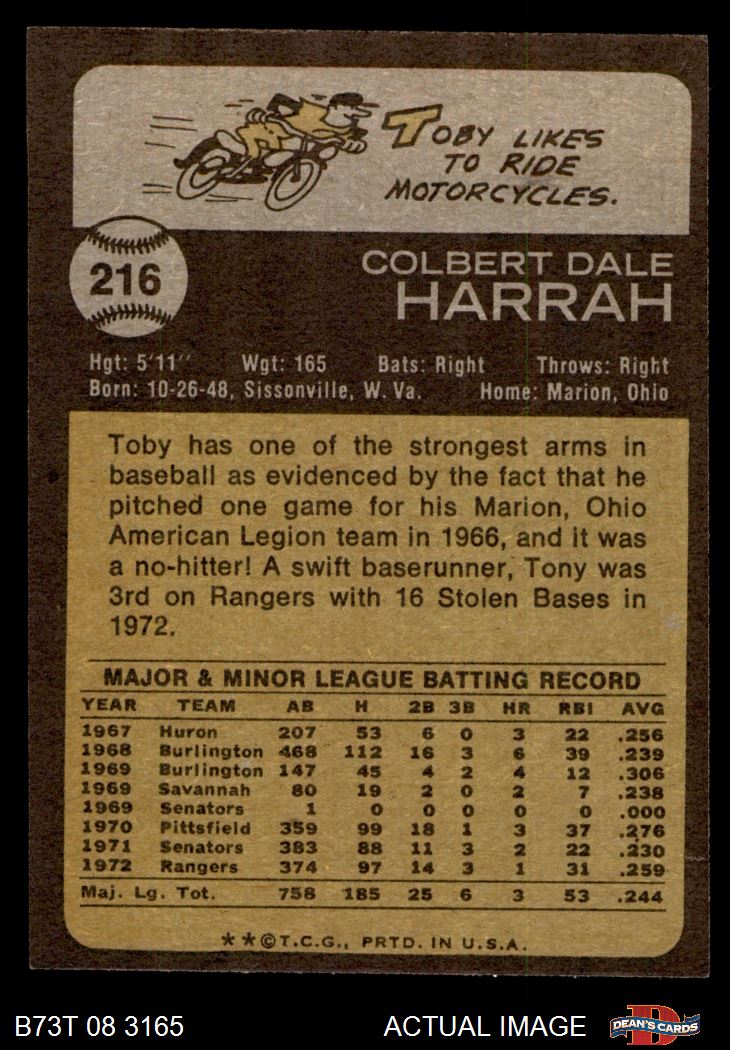 TOBY LIKES
TO RIDE
MOTORCYCLES.
216
COLBERT DALE
HARRAH
Hgt: 5'11'' Wgt: 165 Bats: Right Throws: Right
Born: 10-26-48, Sissonville, W. Va. Home: Marion, Ohio
Toby has one of the strongest arms in
baseball as evidenced by the fact that he
pitched one game for his Marion, Ohio
American Legion team in 1966, and it was
a no-hitter! A swift baserunner, Tony was
3rd on Rangers with 16 Stolen Bases in
1972.
MAJOR & MINOR LEAGUE BATTING RECORD
YEAR TEAM AB H 2B 3B HR RBI AVG
1967 Huron 207 53 6 0 3 22 .256
1968 Burlington 468 112 16 3 6 39 .239
1969 Burlington 147 45 4 2 4 12 .306
1969 Savannah 80 19 2 0 2 7 .238
1969 Senators 1 0 0 0 0 0 .000
1970 Pittsfield 359 99 18 1 3 37 .276
1971 Senators 383 88 11 3 2 22 .230
1972 Rangers 374 97 14 3 1 31 .259
Maj. Lg. Tot. 758 185 25 6 3 53 .244
**©T.C.G., PRTD. IN U.S.A.
B73T 08 3165 ACTUAL IMAGE D DEAN'S CARDS